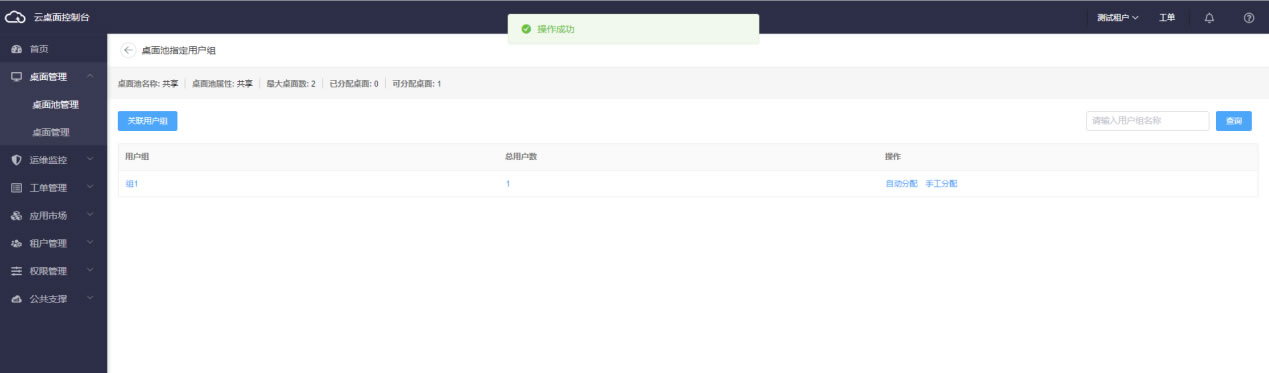 云桌面控制台
操作成功
测试租户 工单
首页
桌面管理
桌面池管理
桌面管理
运维监控
工单管理
应用市场
租户管理
权限管理
公共支撑
桌面池指定用户组
桌面池名称: 共享 桌面池属性: 共享 最大桌面数: 2 已分配桌面: 0 可分配桌面: 1
关联用户组 请输入用户组名称 查询
用户组 总用户数 操作
组1 1 自动分配 手工分配